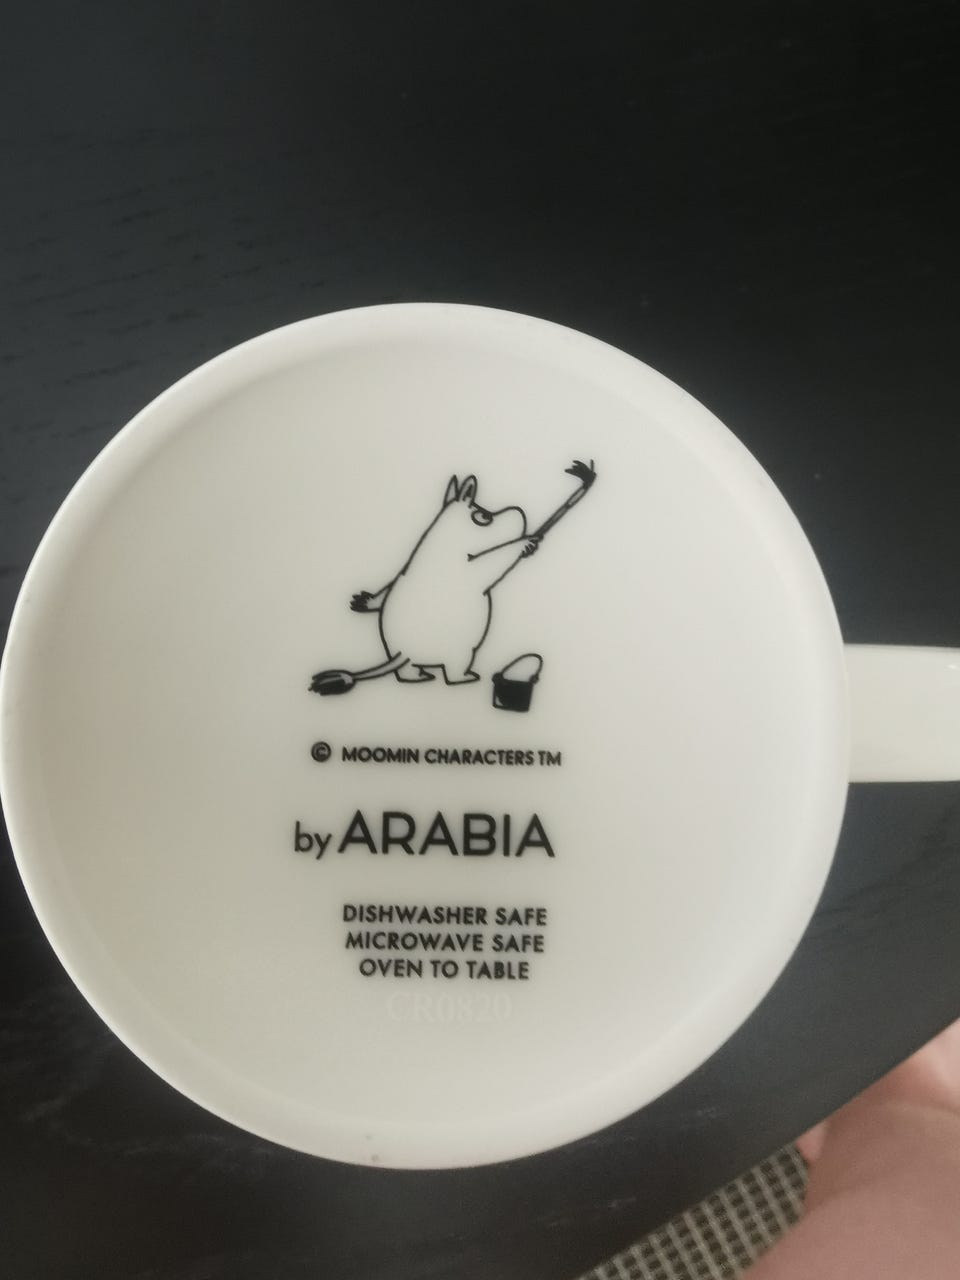 © MOOMIN CHARACTERS TM
by ARABIA
DISHWASHER SAFE
MICROWAVE SAFE
OVEN TO TABLE
CR0820